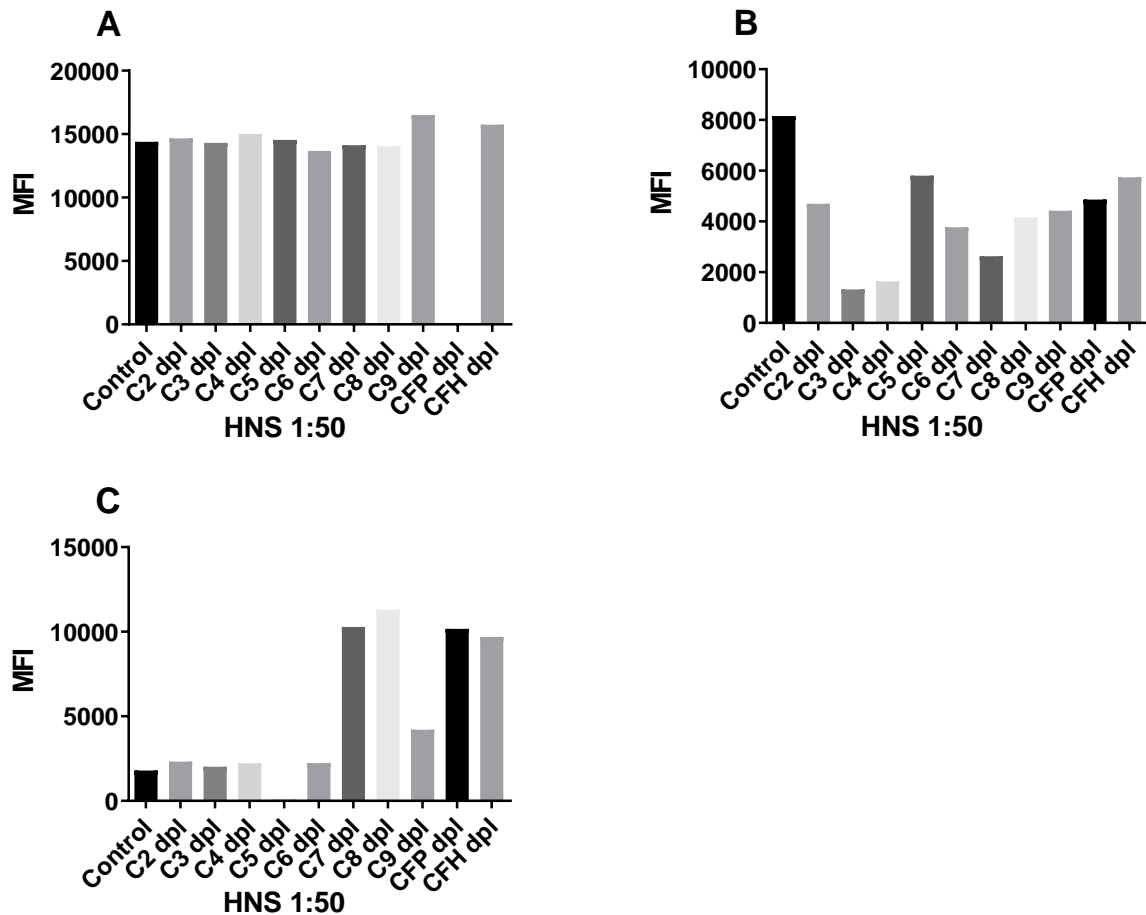 A
20000
15000
10000
5000
0
MFI
Control
C2 dpl
C3 dpl
C4 dpl
C5 dpl
C6 dpl
C7 dpl
C8 dpl
C9 dpl
CFP dpl
CFH dpl
HNS 1:50
B
10000
8000
6000
4000
2000
0
MFI
Control
C2 dpl
C3 dpl
C4 dpl
C5 dpl
C6 dpl
C7 dpl
C8 dpl
C9 dpl
CFP dpl
CFH dpl
HNS 1:50
C
15000
10000
5000
0
MFI
Control
C2 dpl
C3 dpl
C4 dpl
C5 dpl
C6 dpl
C7 dpl
C8 dpl
C9 dpl
CFP dpl
CFH dpl
HNS 1:50